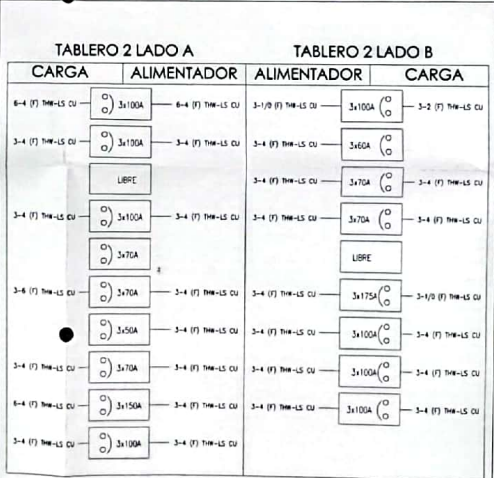 TABLERO 2 LADO A TABLERO 2 LADO B
CARGA ALIMENTADOR ALIMENTADOR CARGA
6-4 (F) THW-LS CU 3x100A 6-4 (F) THW-LS CU 3-1/0 (F) THW-LS CU 3x100A 3-2 (F) THW-LS CU
3-4 (F) THW-LS CU 3x100A 3-4 (F) THW-LS CU 3-4 (F) THW-LS CU 3x60A
LIBRE 3-4 (F) THW-LS CU 3x70A 3-4 (F) THW-LS CU
3-4 (F) THW-LS CU 3x100A 3-4 (F) THW-LS CU 3-4 (F) THW-LS CU 3x70A 3-4 (F) THW-LS CU
3x70A LIBRE
3-6 (F) THW-LS CU 3x70A 3-4 (F) THW-LS CU 3-4 (F) THW-LS CU 3x175A 3-1/0 (F) THW-LS CU
3x50A 3-4 (F) THW-LS CU 3-4 (F) THW-LS CU 3x100A 3-4 (F) THW-LS CU
3-4 (F) THW-LS CU 3x70A 3-4 (F) THW-LS CU 3-4 (F) THW-LS CU 3x100A 3-4 (F) THW-LS CU
6-4 (F) THW-LS CU 3x150A 3-4 (F) THW-LS CU 3-4 (F) THW-LS CU 3x100A 3-4 (F) THW-LS CU
3-4 (F) THW-LS CU 3x100A 3-4 (F) THW-LS CU